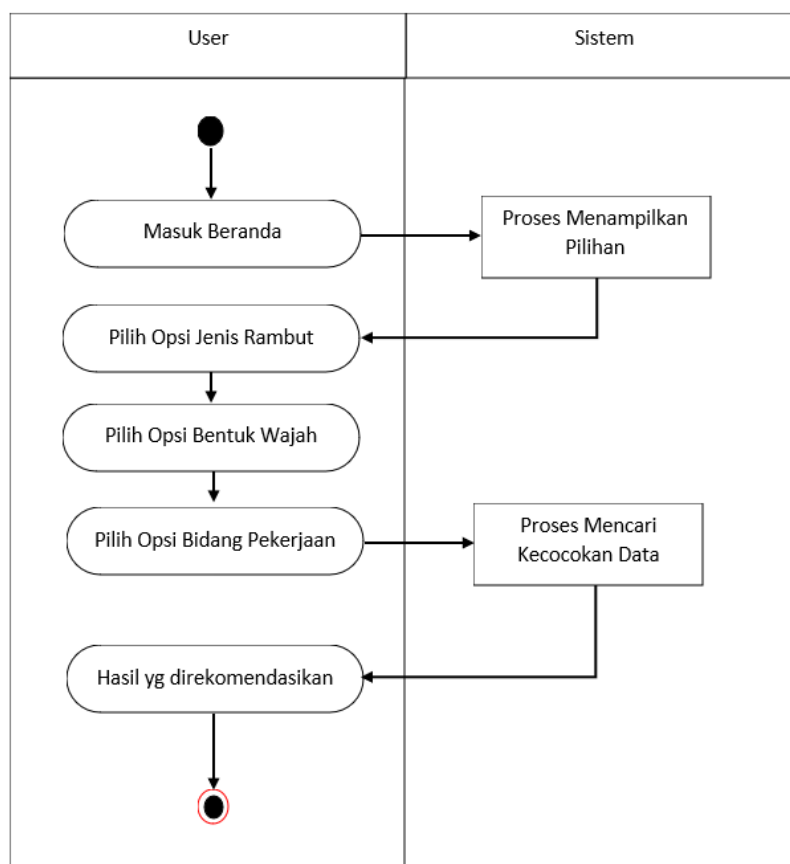 User
Sistem
Masuk Beranda
Proses Menampilkan
Pilihan
Pilih Opsi Jenis Rambut
Pilih Opsi Bentuk Wajah
Pilih Opsi Bidang Pekerjaan
Proses Mencari
Kecocokan Data
Hasil yg direkomendasikan